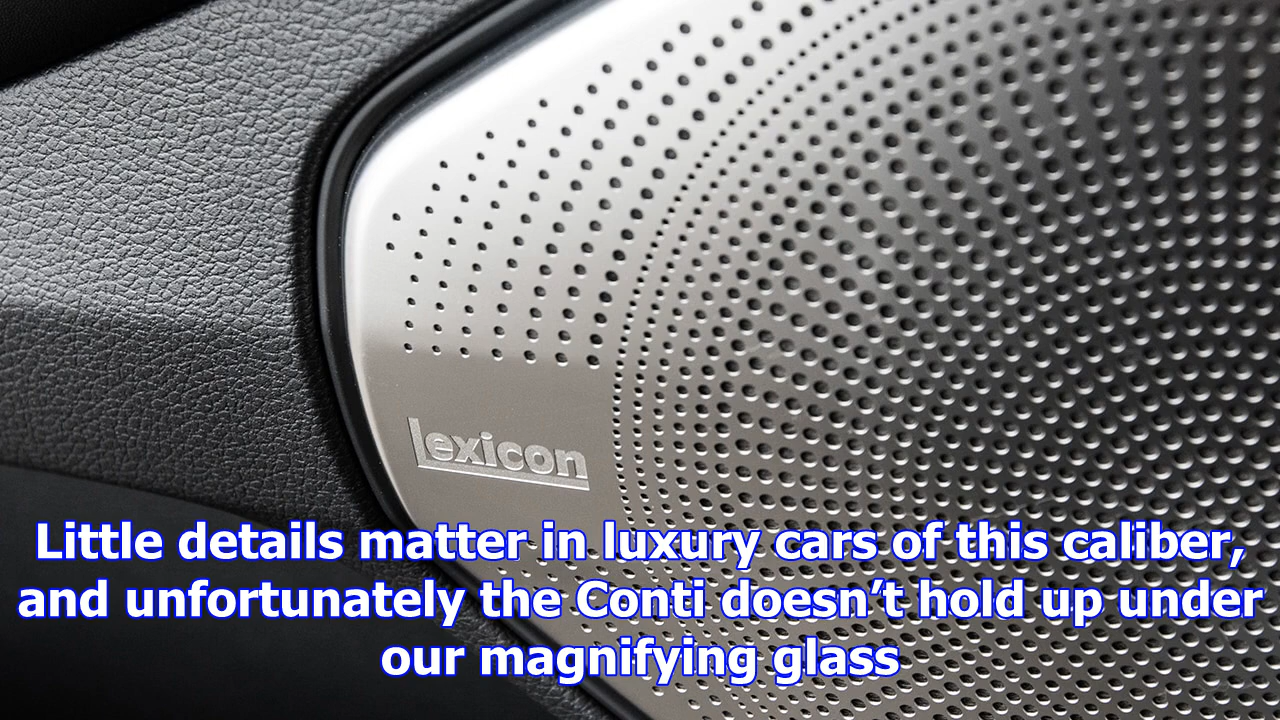 lexicon
Little details matter in luxury cars of this caliber,
and unfortunately the Conti doesn’t hold up under
our magnifying glass